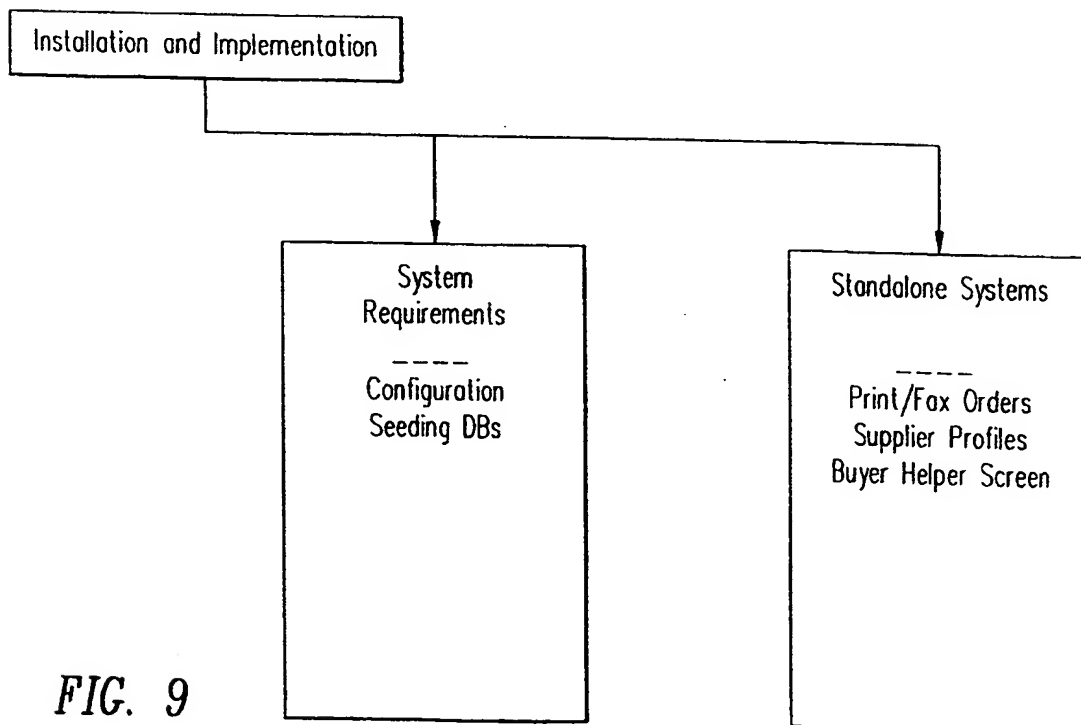 Installation and Implementation
System
Requirements
----
Configuration
Seeding DBs
Standalone Systems
----
Print/Fax Orders
Supplier Profiles
Buyer Helper Screen
FIG. 9